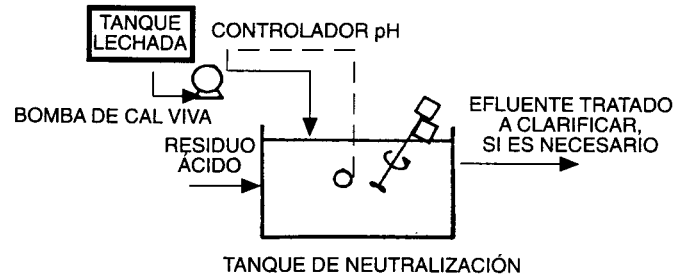 TANQUE
LECHADA
CONTROLADOR pH
BOMBA DE CAL VIVA
RESIDUO
ÁCIDO
EFLUENTE TRATADO
A CLARIFICAR,
SI ES NECESARIO
TANQUE DE NEUTRALIZACIÓN